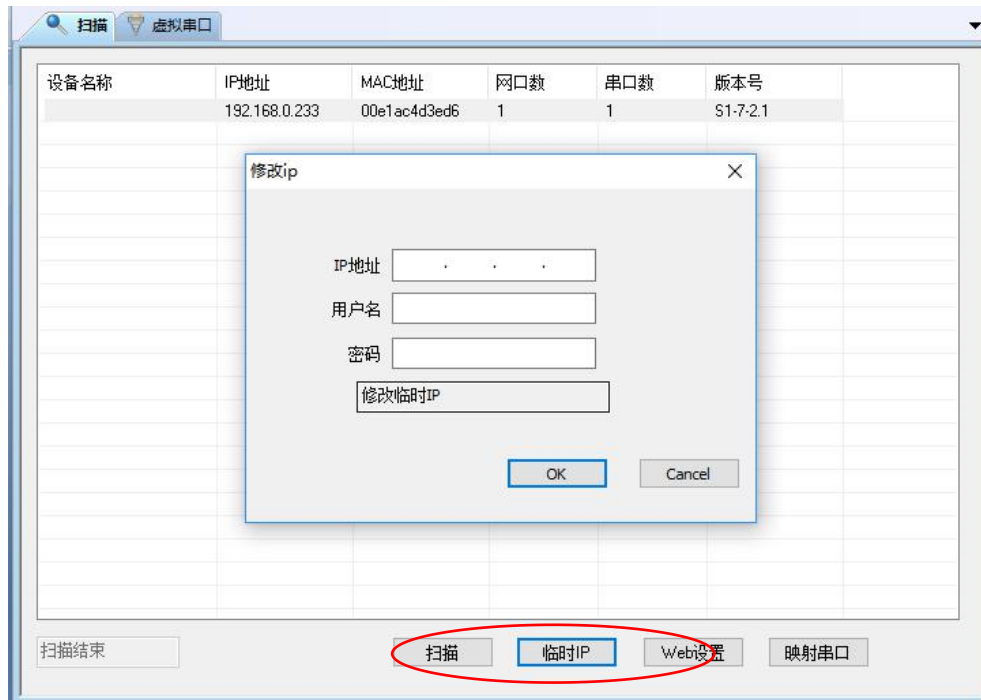 扫描 虚拟串口
设备名称 IP地址 MAC地址 网口数 串口数 版本号
192.168.0.233 00e1ac4d3ed6 1 1 S1-7-2.1
修改ip
IP地址 . . .
用户名
密码
修改临时IP
OK Cancel
扫描结束 扫描 临时IP Web设置 映射串口